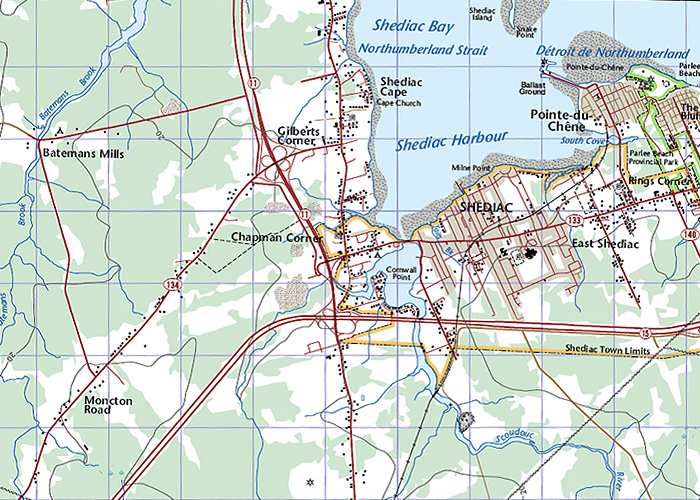 Shediac
Island
Snake
Point
Shediac Bay
Northumberland Strait
Détroit de Northumberland
Pointe-du-Chêne
Parlee
Beach
Batemans Brook
11
Shediac
Cape
Cape Church
Ballast
Ground
The
Pointe-du-
Chêne
Gilberts
Corner
Shediac Harbour
South Cove
Batemans Mills
Milne Point
Parlee Beach
Provincial Park
Rings Corner
Brook
11
SHEDIAC
133
140
Chapman Corner
East Shediac
Cornwall
Point
134
20
15
Shediac Town Limits
20
Moncton
Road
Scoudouc
River